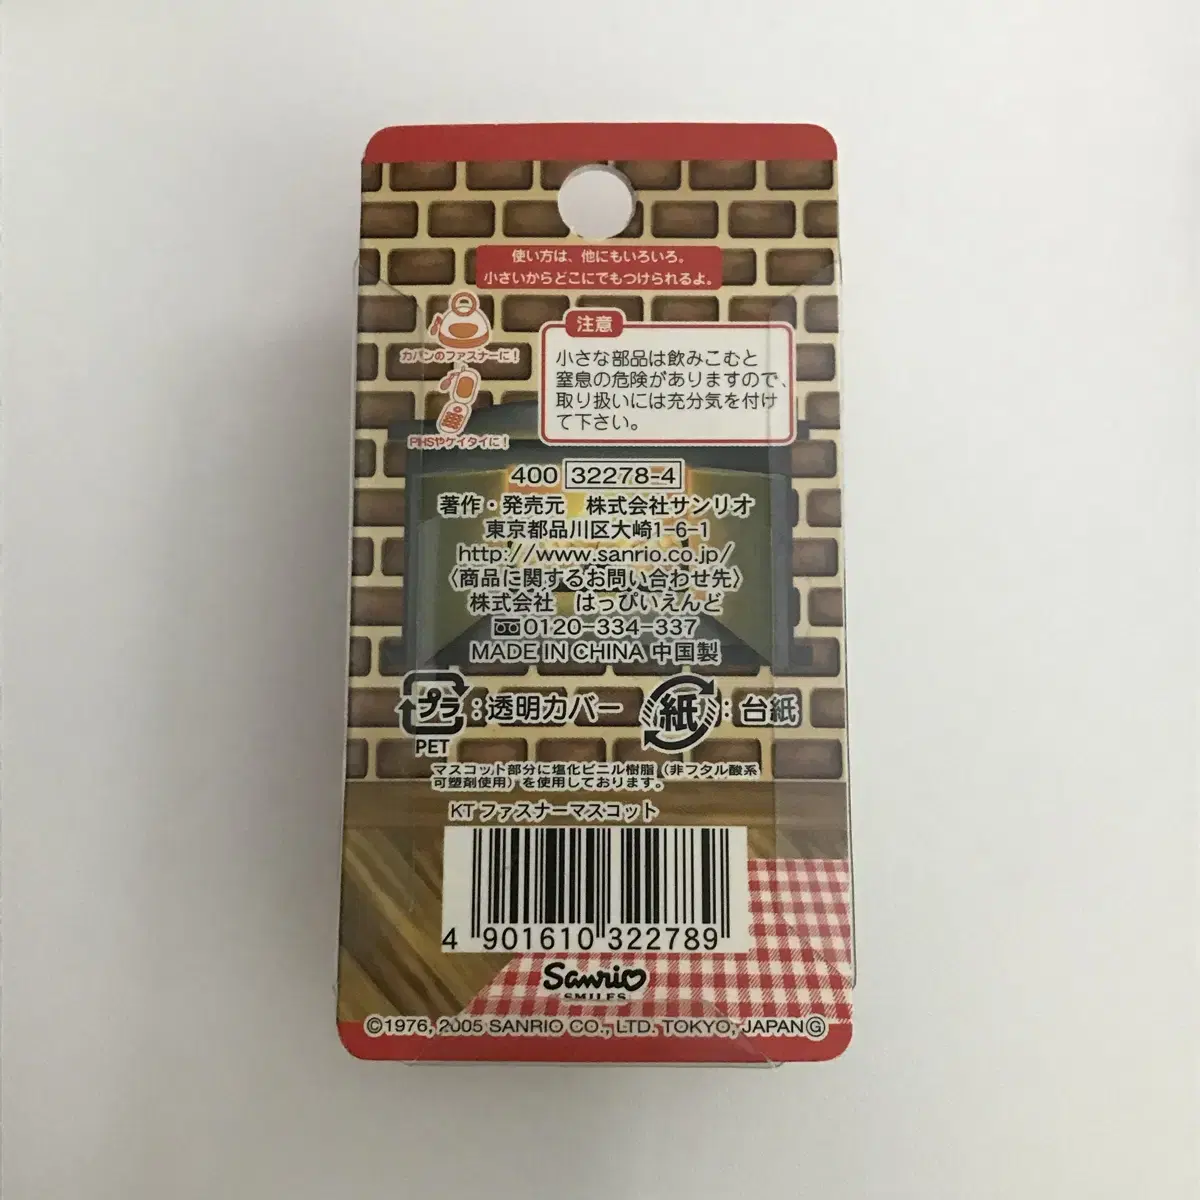 使い方は、他にもいろいろ。
小さいからどこにでもつけられるよ。
カバンのファスナーに!
PHSやケイタイに!
注意
小さな部品は飲みこむと
窒息の危険がありますので、
取り扱いには充分気を付け
て下さい。
400 32278-4
著作・発売元 株式会社サンリオ
東京都品川区大崎1-6-1
http://www.sanrio.co.jp/
〈商品に関するお問い合わせ先〉
株式会社 はっぴいえんど
0120-334-337
MADE IN CHINA 中国製
プラ:透明カバー 紙:台紙
PET
マスコット部分に塩化ビニル樹脂(非フタル酸系
可塑剤使用)を使用しております。
KT ファスナーマスコット
4 901610 322789
Sanrio
SMILES
©1976, 2005 SANRIO CO., LTD. TOKYO, JAPAN Ⓖ